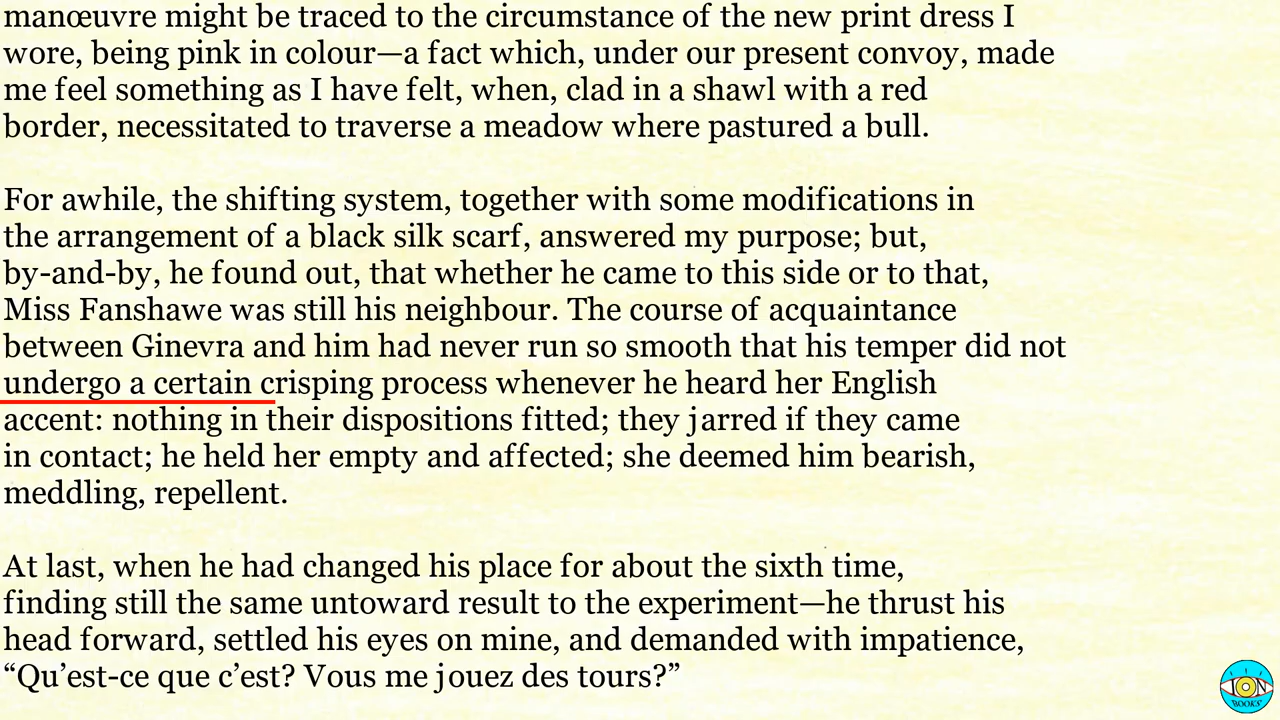 manœuvre might be traced to the circumstance of the new print dress I
wore, being pink in colour—a fact which, under our present convoy, made
me feel something as I have felt, when, clad in a shawl with a red
border, necessitated to traverse a meadow where pastured a bull.
For awhile, the shifting system, together with some modifications in
the arrangement of a black silk scarf, answered my purpose; but,
by-and-by, he found out, that whether he came to this side or to that,
Miss Fanshawe was still his neighbour. The course of acquaintance
between Ginevra and him had never run so smooth that his temper did not
undergo a certain crisping process whenever he heard her English
accent: nothing in their dispositions fitted; they jarred if they came
in contact; he held her empty and affected; she deemed him bearish,
meddling, repellent.
At last, when he had changed his place for about the sixth time,
finding still the same untoward result to the experiment—he thrust his
head forward, settled his eyes on mine, and demanded with impatience,
“Qu’est-ce que c’est? Vous me jouez des tours?”
ION
BOOKS